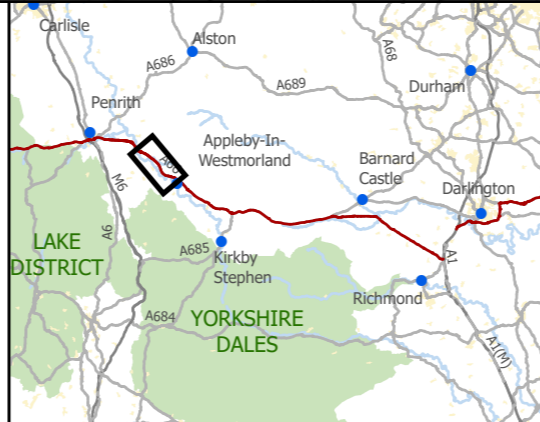 Carlisle
Alston
A686
A68
A689
Durham
Penrith
Appleby-In-
Westmorland
A66
Barnard
Castle
Darlington
M6
A6
LAKE
DISTRICT
A685
Kirkby
Stephen
A1
Richmond
A684
YORKSHIRE
DALES
A1(M)